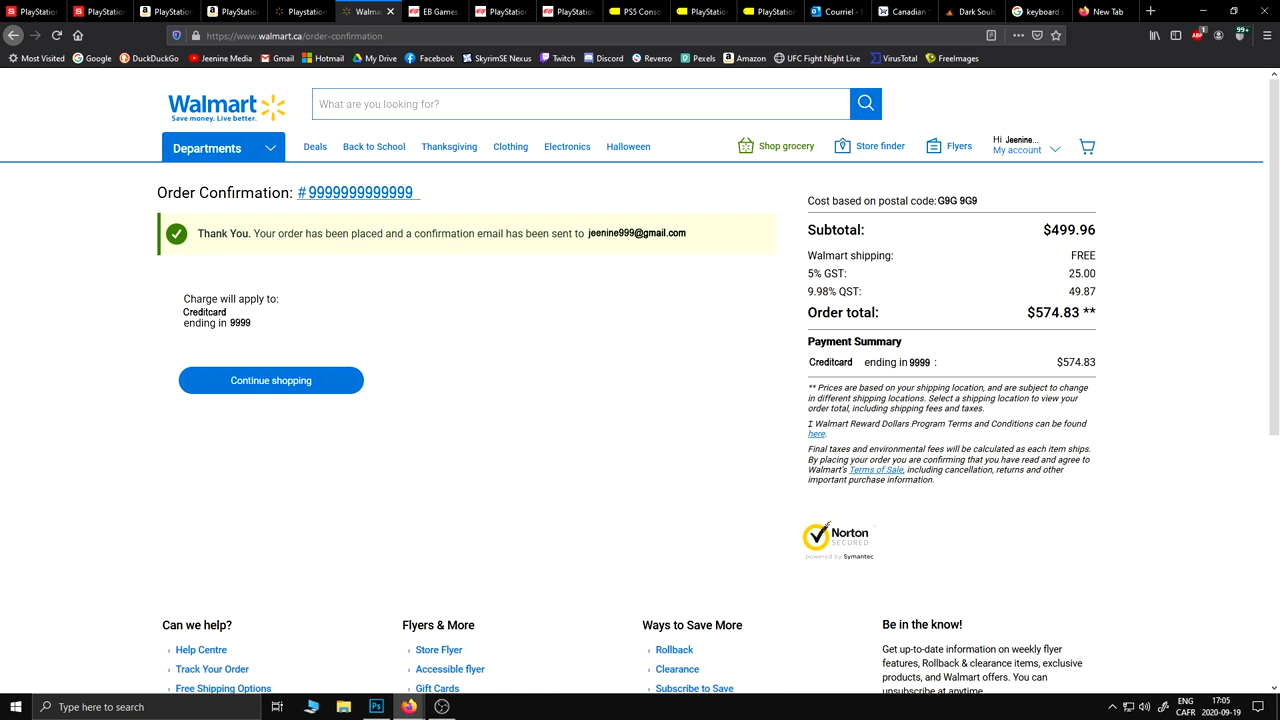 PlayStation PlayStation PlayStation PlayStation Playstation Walmart EB Games PlayStation PlayStation PS5 Conso PlayStation PlayStation Courriel - Canadian Dark Souls keyboard New Tab
https://www.walmart.ca/order-confirmation
99+
Most Visited Google DuckDuckGo Jeenine Media Gmail Hotmail My Drive Facebook SkyrimSE Nexus Twitch Discord Reverso Pexels Amazon UFC Fight Night Live VirusTotal FreeImages
Walmart
Save money. Live better.
What are you looking for?
Departments Deals Back to School Thanksgiving Clothing Electronics Halloween Shop grocery Store finder Flyers
Hi Jeenine...
My account
Order Confirmation: # 9999999999999
Thank You. Your order has been placed and a confirmation email has been sent to jeenine999@gmail.com
Charge will apply to:
Creditcard
ending in 9999
Continue shopping
Cost based on postal code: G9G 9G9
Subtotal: $499.96
Walmart shipping: FREE
5% GST: 25.00
9.98% QST: 49.87
Order total: $574.83 **
Payment Summary
Creditcard ending in 9999 : $574.83
** Prices are based on your shipping location, and are subject to change
in different shipping locations. Select a shipping location to view your
order total, including shipping fees and taxes.
‡ Walmart Reward Dollars Program Terms and Conditions can be found
here.
Final taxes and environmental fees will be calculated as each item ships.
By placing your order you are confirming that you have read and agree to
Walmart's Terms of Sale, including cancellation, returns and other
important purchase information.
Norton
SECURED
powered by Symantec
Can we help?
› Help Centre
› Track Your Order
› Free Shipping Options
Flyers & More
› Store Flyer
› Accessible flyer
› Gift Cards
Ways to Save More
› Rollback
› Clearance
› Subscribe to Save
Be in the know!
Get up-to-date information on weekly flyer
features, Rollback & clearance items, exclusive
products, and Walmart offers. You can
unsubscribe at anytime.
Type here to search
Ps
ENG
CAFR
17:05
2020-09-19